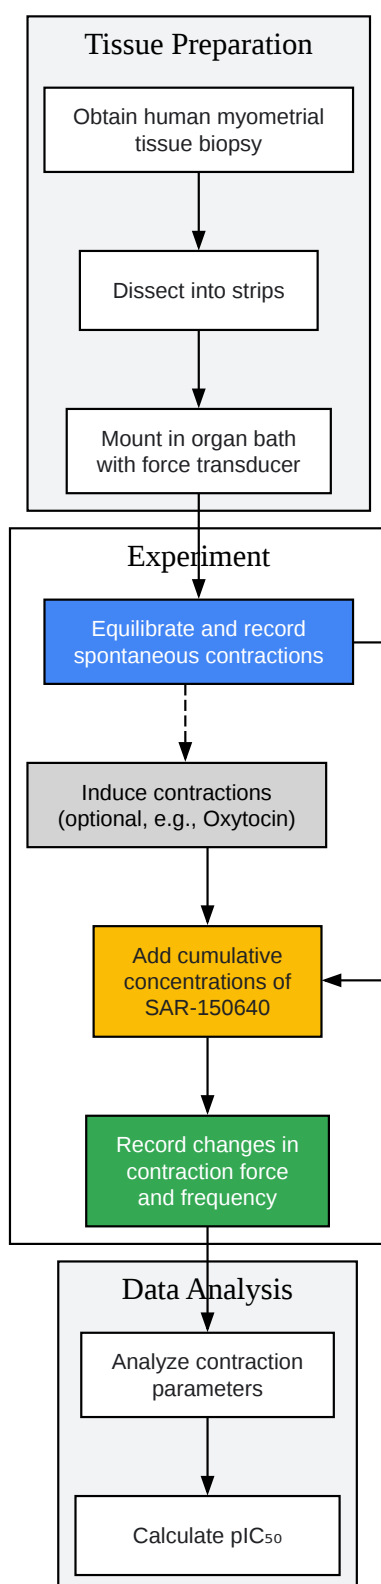 Tissue Preparation
Obtain human myometrial
tissue biopsy
Dissect into strips
Mount in organ bath
with force transducer
Experiment
Equilibrate and record
spontaneous contractions
Induce contractions
(optional, e.g., Oxytocin)
Add cumulative
concentrations of
SAR-150640
Record changes in
contraction force
and frequency
Data Analysis
Analyze contraction
parameters
Calculate pIC₅₀